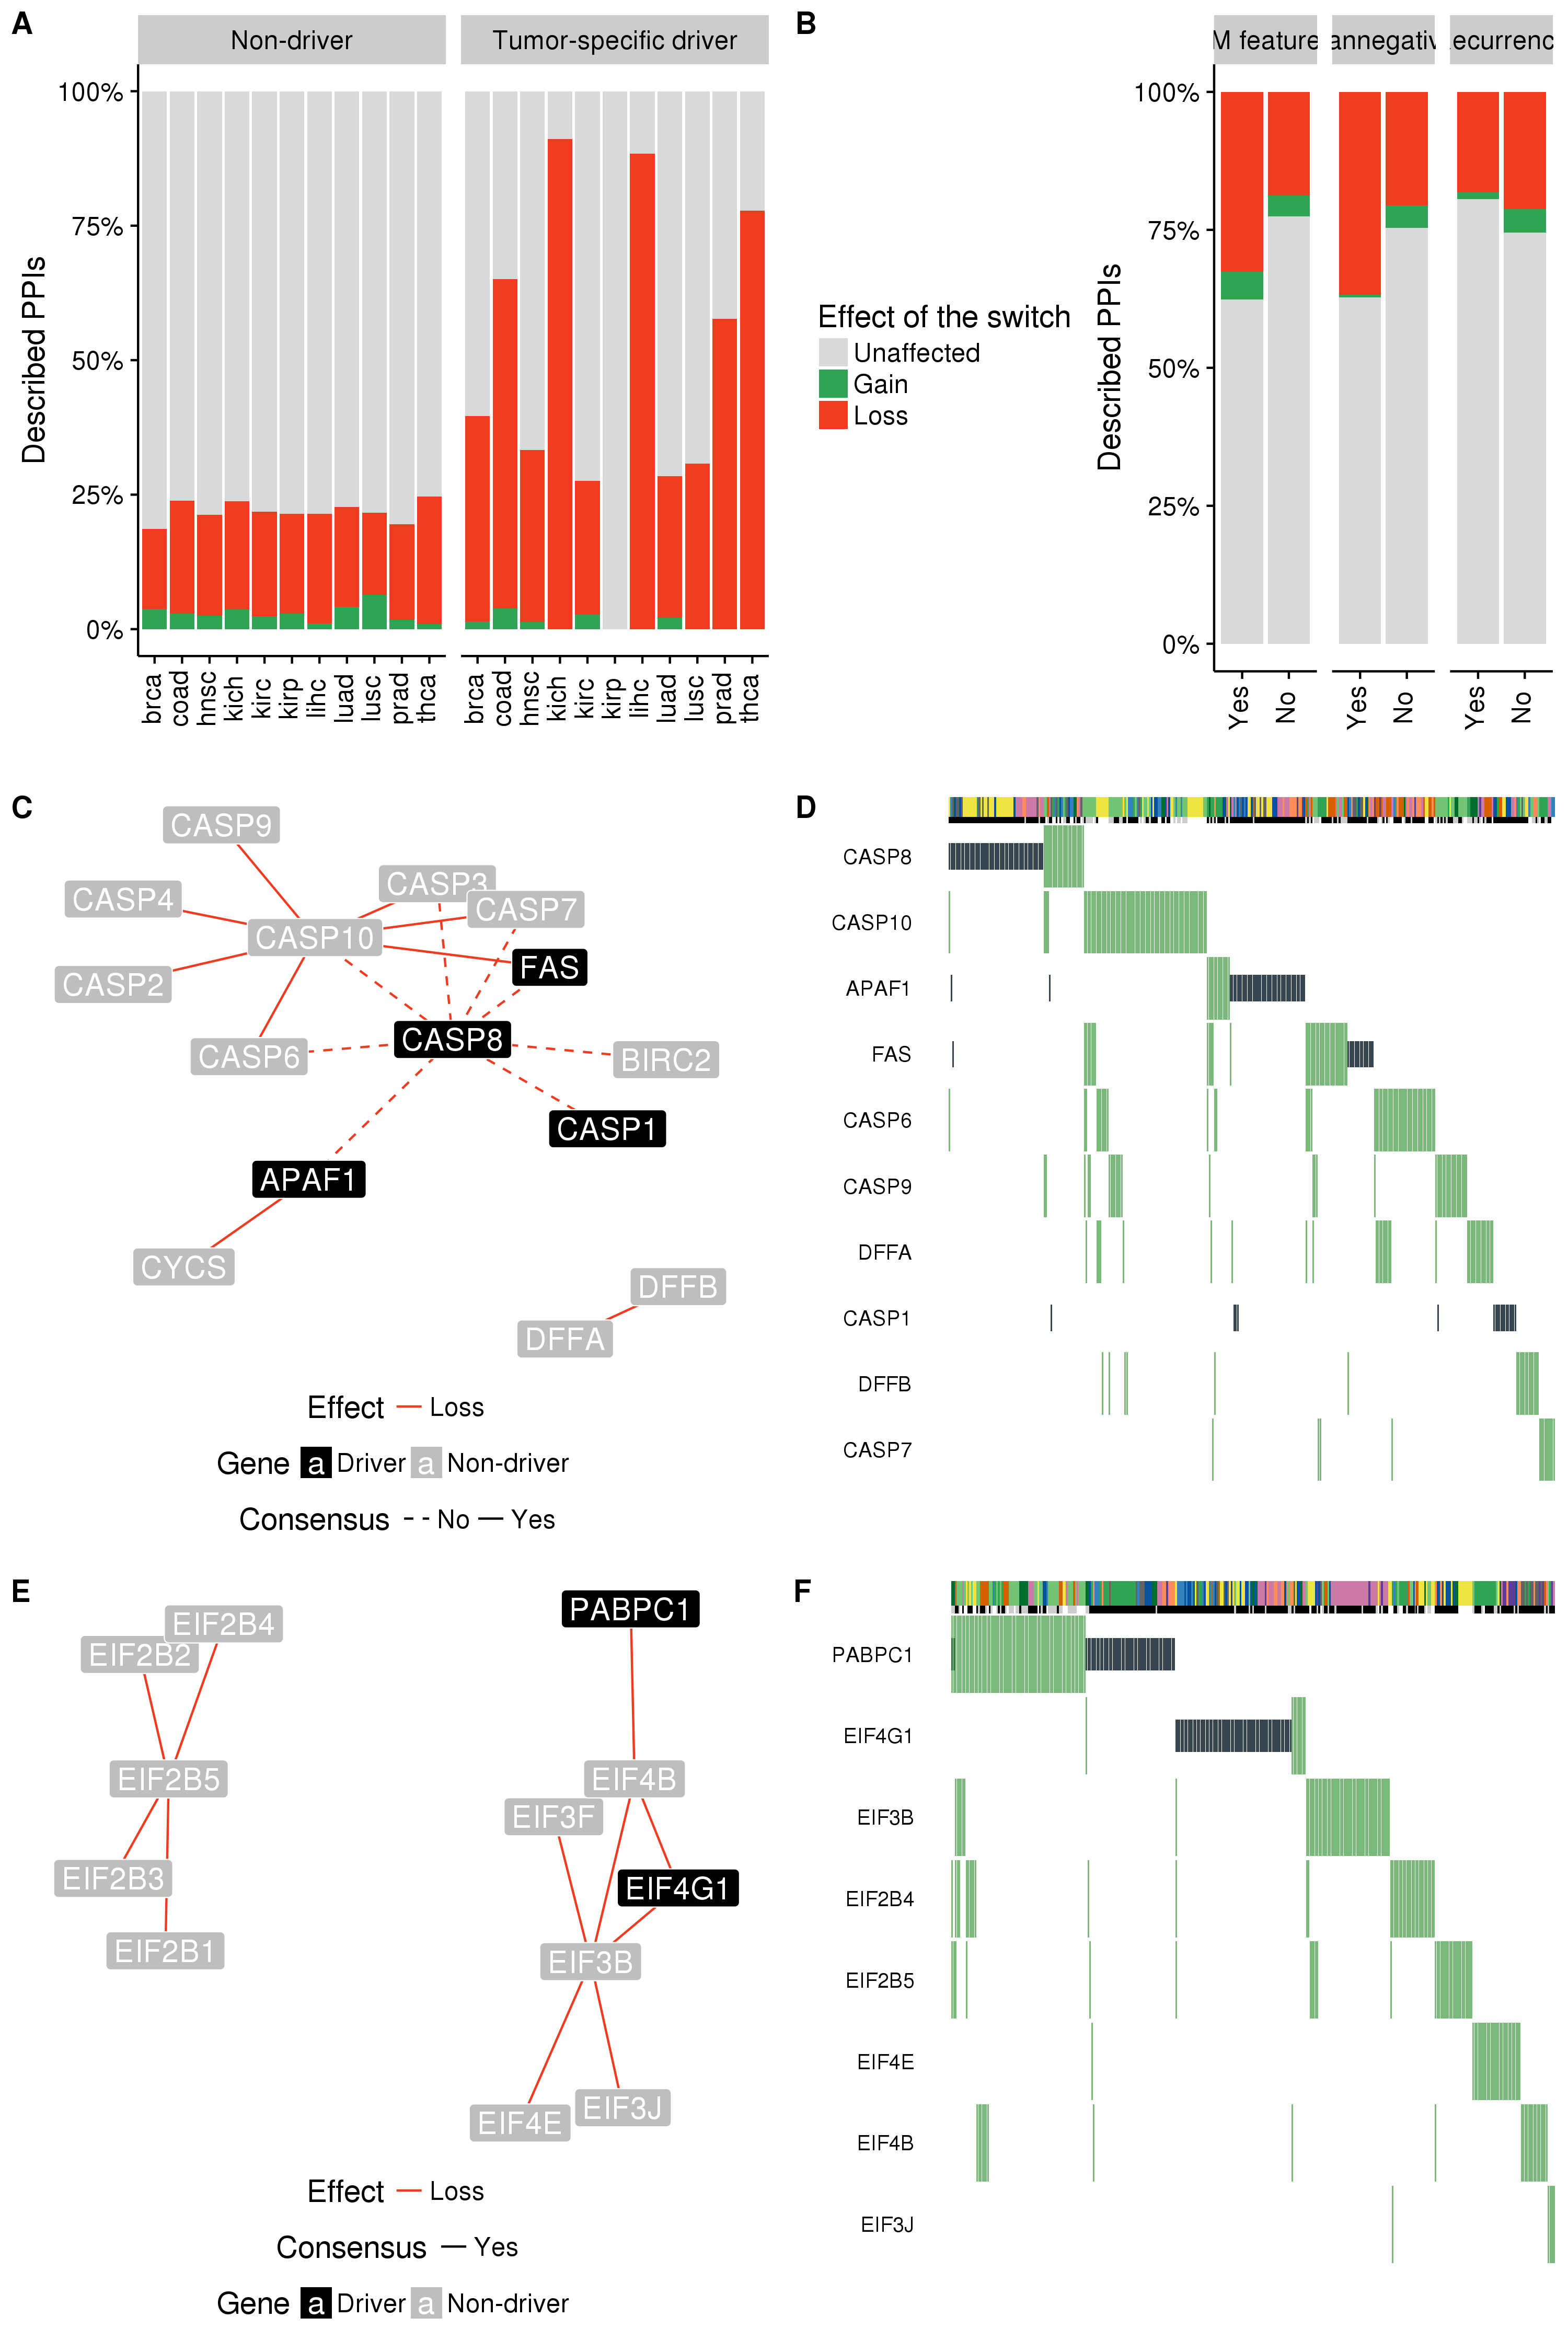 A
Non-driver
Tumor-specific driver
100%
75%
50%
25%
0%
Described PPIs
brca
coad
hnsc
kich
kirc
kirp
lihc
luad
lusc
prad
thca
brca
coad
hnsc
kich
kirc
kirp
lihc
luad
lusc
prad
thca
Effect of the switch
Unaffected
Gain
Loss
B
M feature
annegativ
ecurrenc
100%
75%
50%
25%
0%
Described PPIs
Yes
No
Yes
No
Yes
No
C
CASP9
CASP3
CASP4
CASP7
CASP10
FAS
CASP2
CASP8
CASP6
BIRC2
CASP1
APAF1
CYCS
DFFB
DFFA
Effect Loss
Gene a Driver a Non-driver
Consensus No Yes
D
CASP8
CASP10
APAF1
FAS
CASP6
CASP9
DFFA
CASP1
DFFB
CASP7
E
PABPC1
EIF2B4
EIF2B2
EIF2B5
EIF4B
EIF3F
EIF2B3
EIF4G1
EIF2B1
EIF3B
EIF4E
EIF3J
Effect Loss
Consensus Yes
Gene a Driver a Non-driver
F
PABPC1
EIF4G1
EIF3B
EIF2B4
EIF2B5
EIF4E
EIF4B
EIF3J